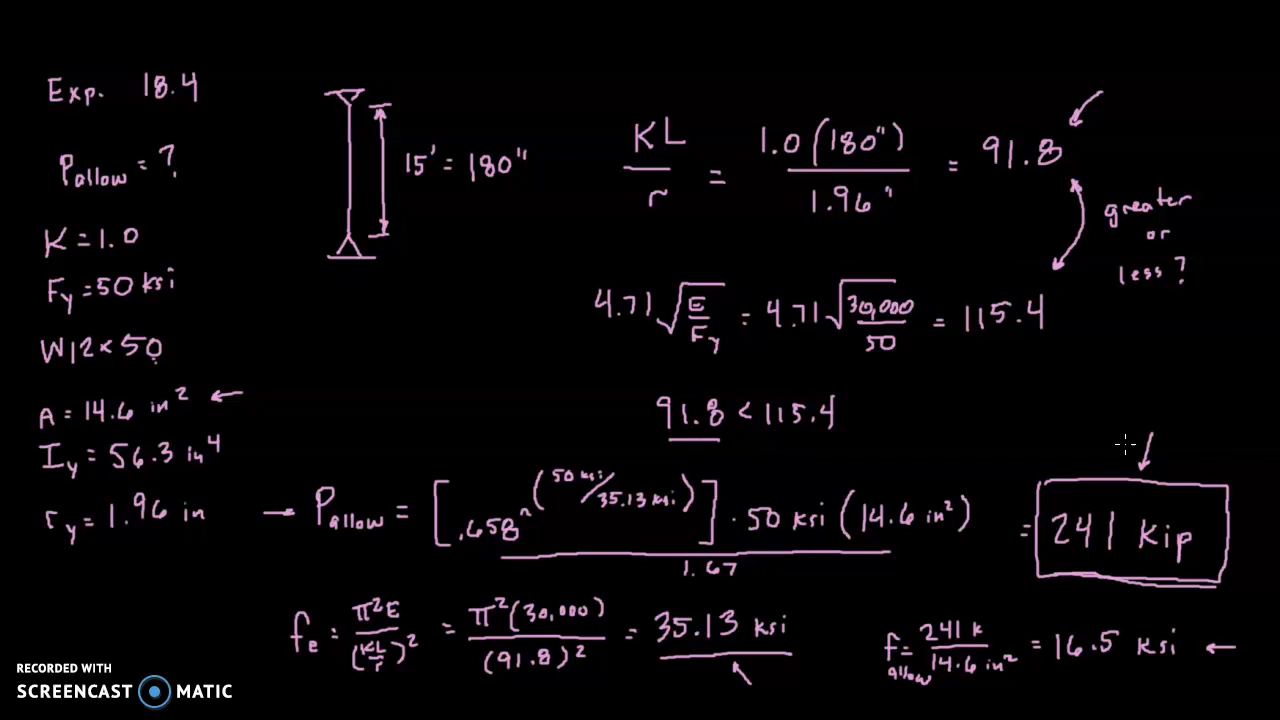 Exp. 18.4
Pallow = ?
K = 1.0
Fy = 50 ksi
W12 x 50
A = 14.6 in² ←
Iy = 56.3 in⁴
ry = 1.96 in
15' = 180"
KL/r = 1.0(180")/1.96" = 91.8
greater
or
less?
4.71 √(E/Fy) = 4.71 √(30,000/50) = 115.4
91.8 < 115.4
→ Pallow = [.658^(50 ksi/35.13 ksi)] · 50 ksi (14.6 in²) / 1.67 = 241 kip
fe = π²E/(KL/r)² = π²(30,000)/(91.8)² = 35.13 ksi
fallow = 241 k/14.6 in² = 16.5 ksi ←
RECORDED WITH
SCREENCAST MATIC